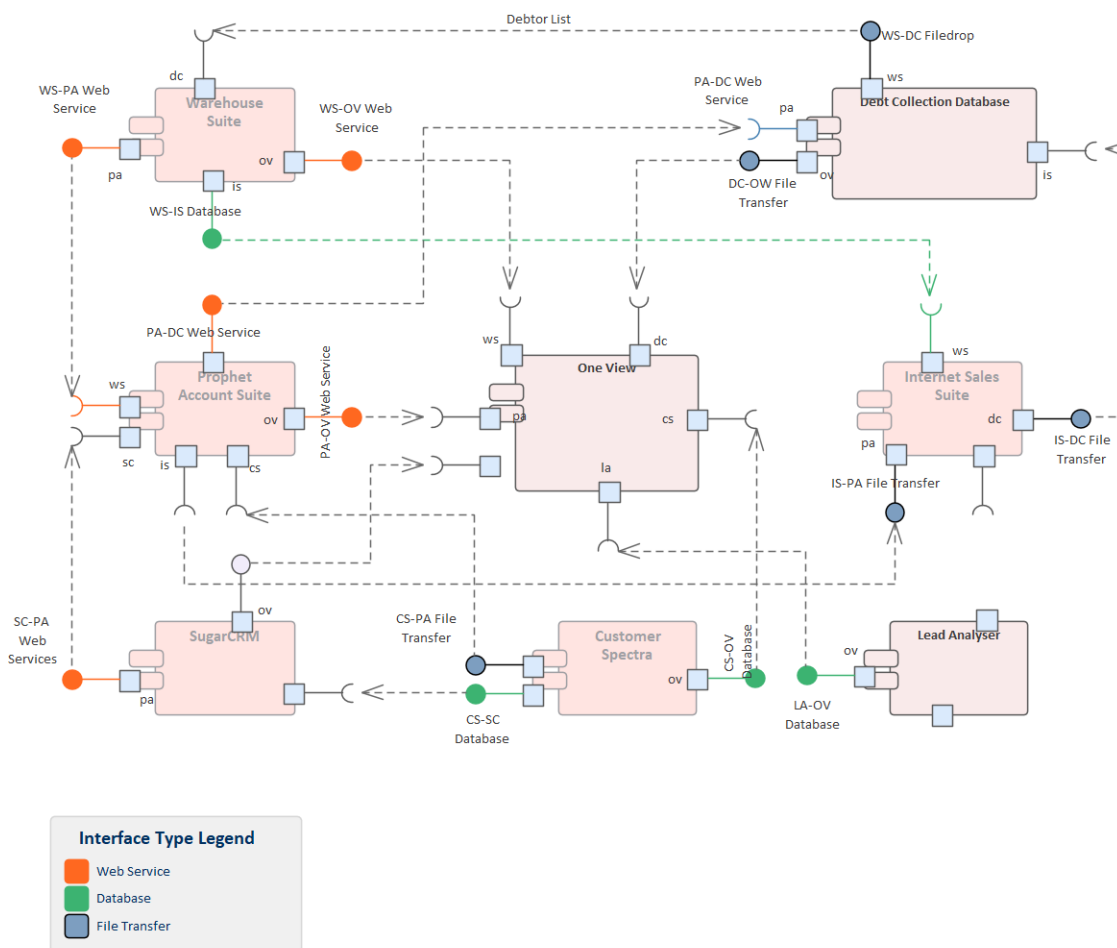 Debtor List
WS-DC Filedrop
dc
ws
WS-PA Web
Service
Warehouse
Suite
WS-OV Web
Service
PA-DC Web
Service
pa
Debt Collection Database
pa
ov
is
DC-OW File
Transfer
ov
is
WS-IS Database
PA-DC Web Service
ws
Prophet
Account Suite
ov
sc
is
cs
PA-OV Web Service
ws
dc
One View
pa
cs
la
ws
Internet Sales
Suite
dc
pa
IS-DC File
Transfer
IS-PA File Transfer
SC-PA
Web
Services
ov
SugarCRM
pa
CS-PA File
Transfer
Customer
Spectra
ov
CS-OV
Database
CS-SC
Database
Lead Analyser
ov
LA-OV
Database
Interface Type Legend
Web Service
Database
File Transfer